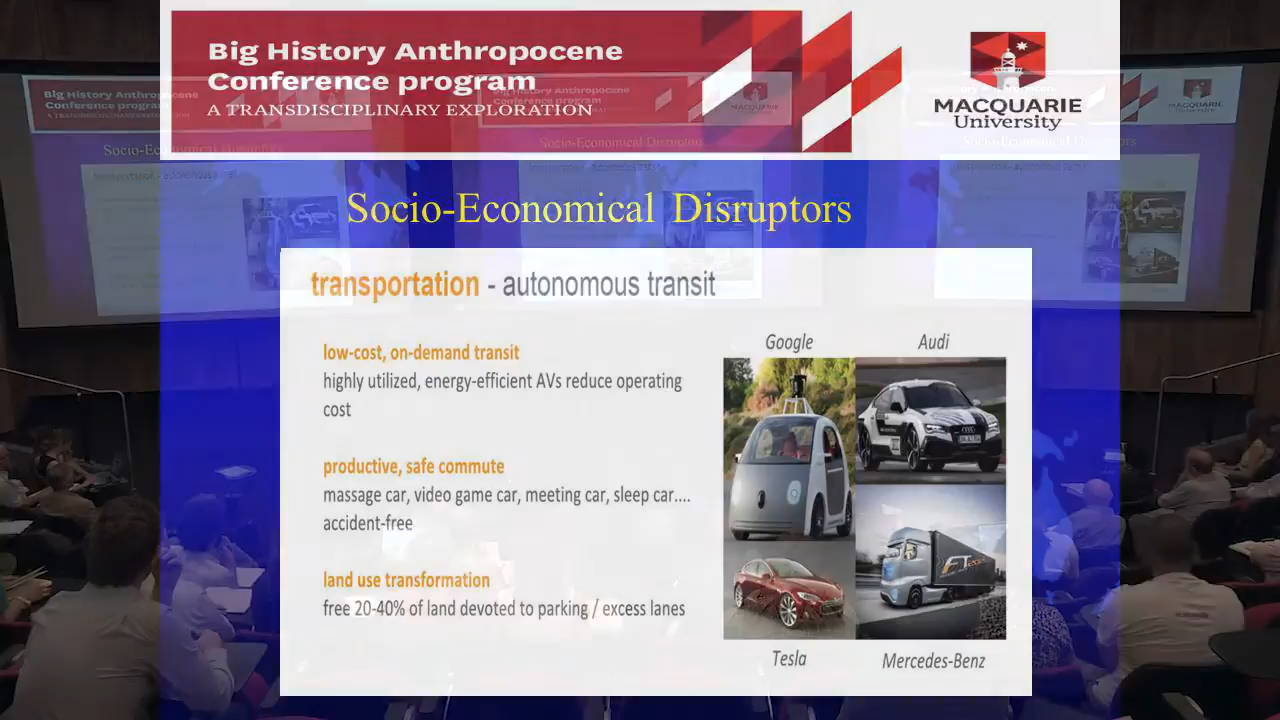 Big History Anthropocene
Conference program
A TRANSDISCIPLINARY EXPLORATION
MACQUARIE
University
Socio-Economical Disruptors
transportation - autonomous transit
low-cost, on-demand transit
highly utilized, energy-efficient AVs reduce operating
cost
productive, safe commute
massage car, video game car, meeting car, sleep car....
accident-free
land use transformation
free 20-40% of land devoted to parking / excess lanes
Google
Audi
Tesla
Mercedes-Benz